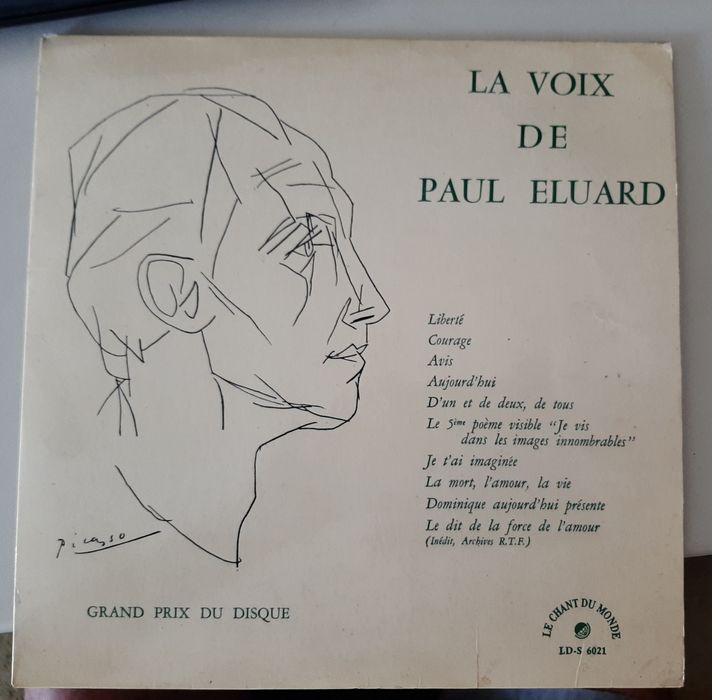 LA VOIX
DE
PAUL ELUARD
Liberté
Courage
Avis
Aujourd'hui
D'un et de deux, de tous
Le 5ème poème visible "Je vis
dans les images innombrables"
Je t'ai imaginée
La mort, l'amour, la vie
Dominique aujourd'hui présente
Le dit de la force de l'amour
(Inédit, Archives R.T.F.)
Picasso
GRAND PRIX DU DISQUE
LE CHANT DU MONDE
LD-S 6021